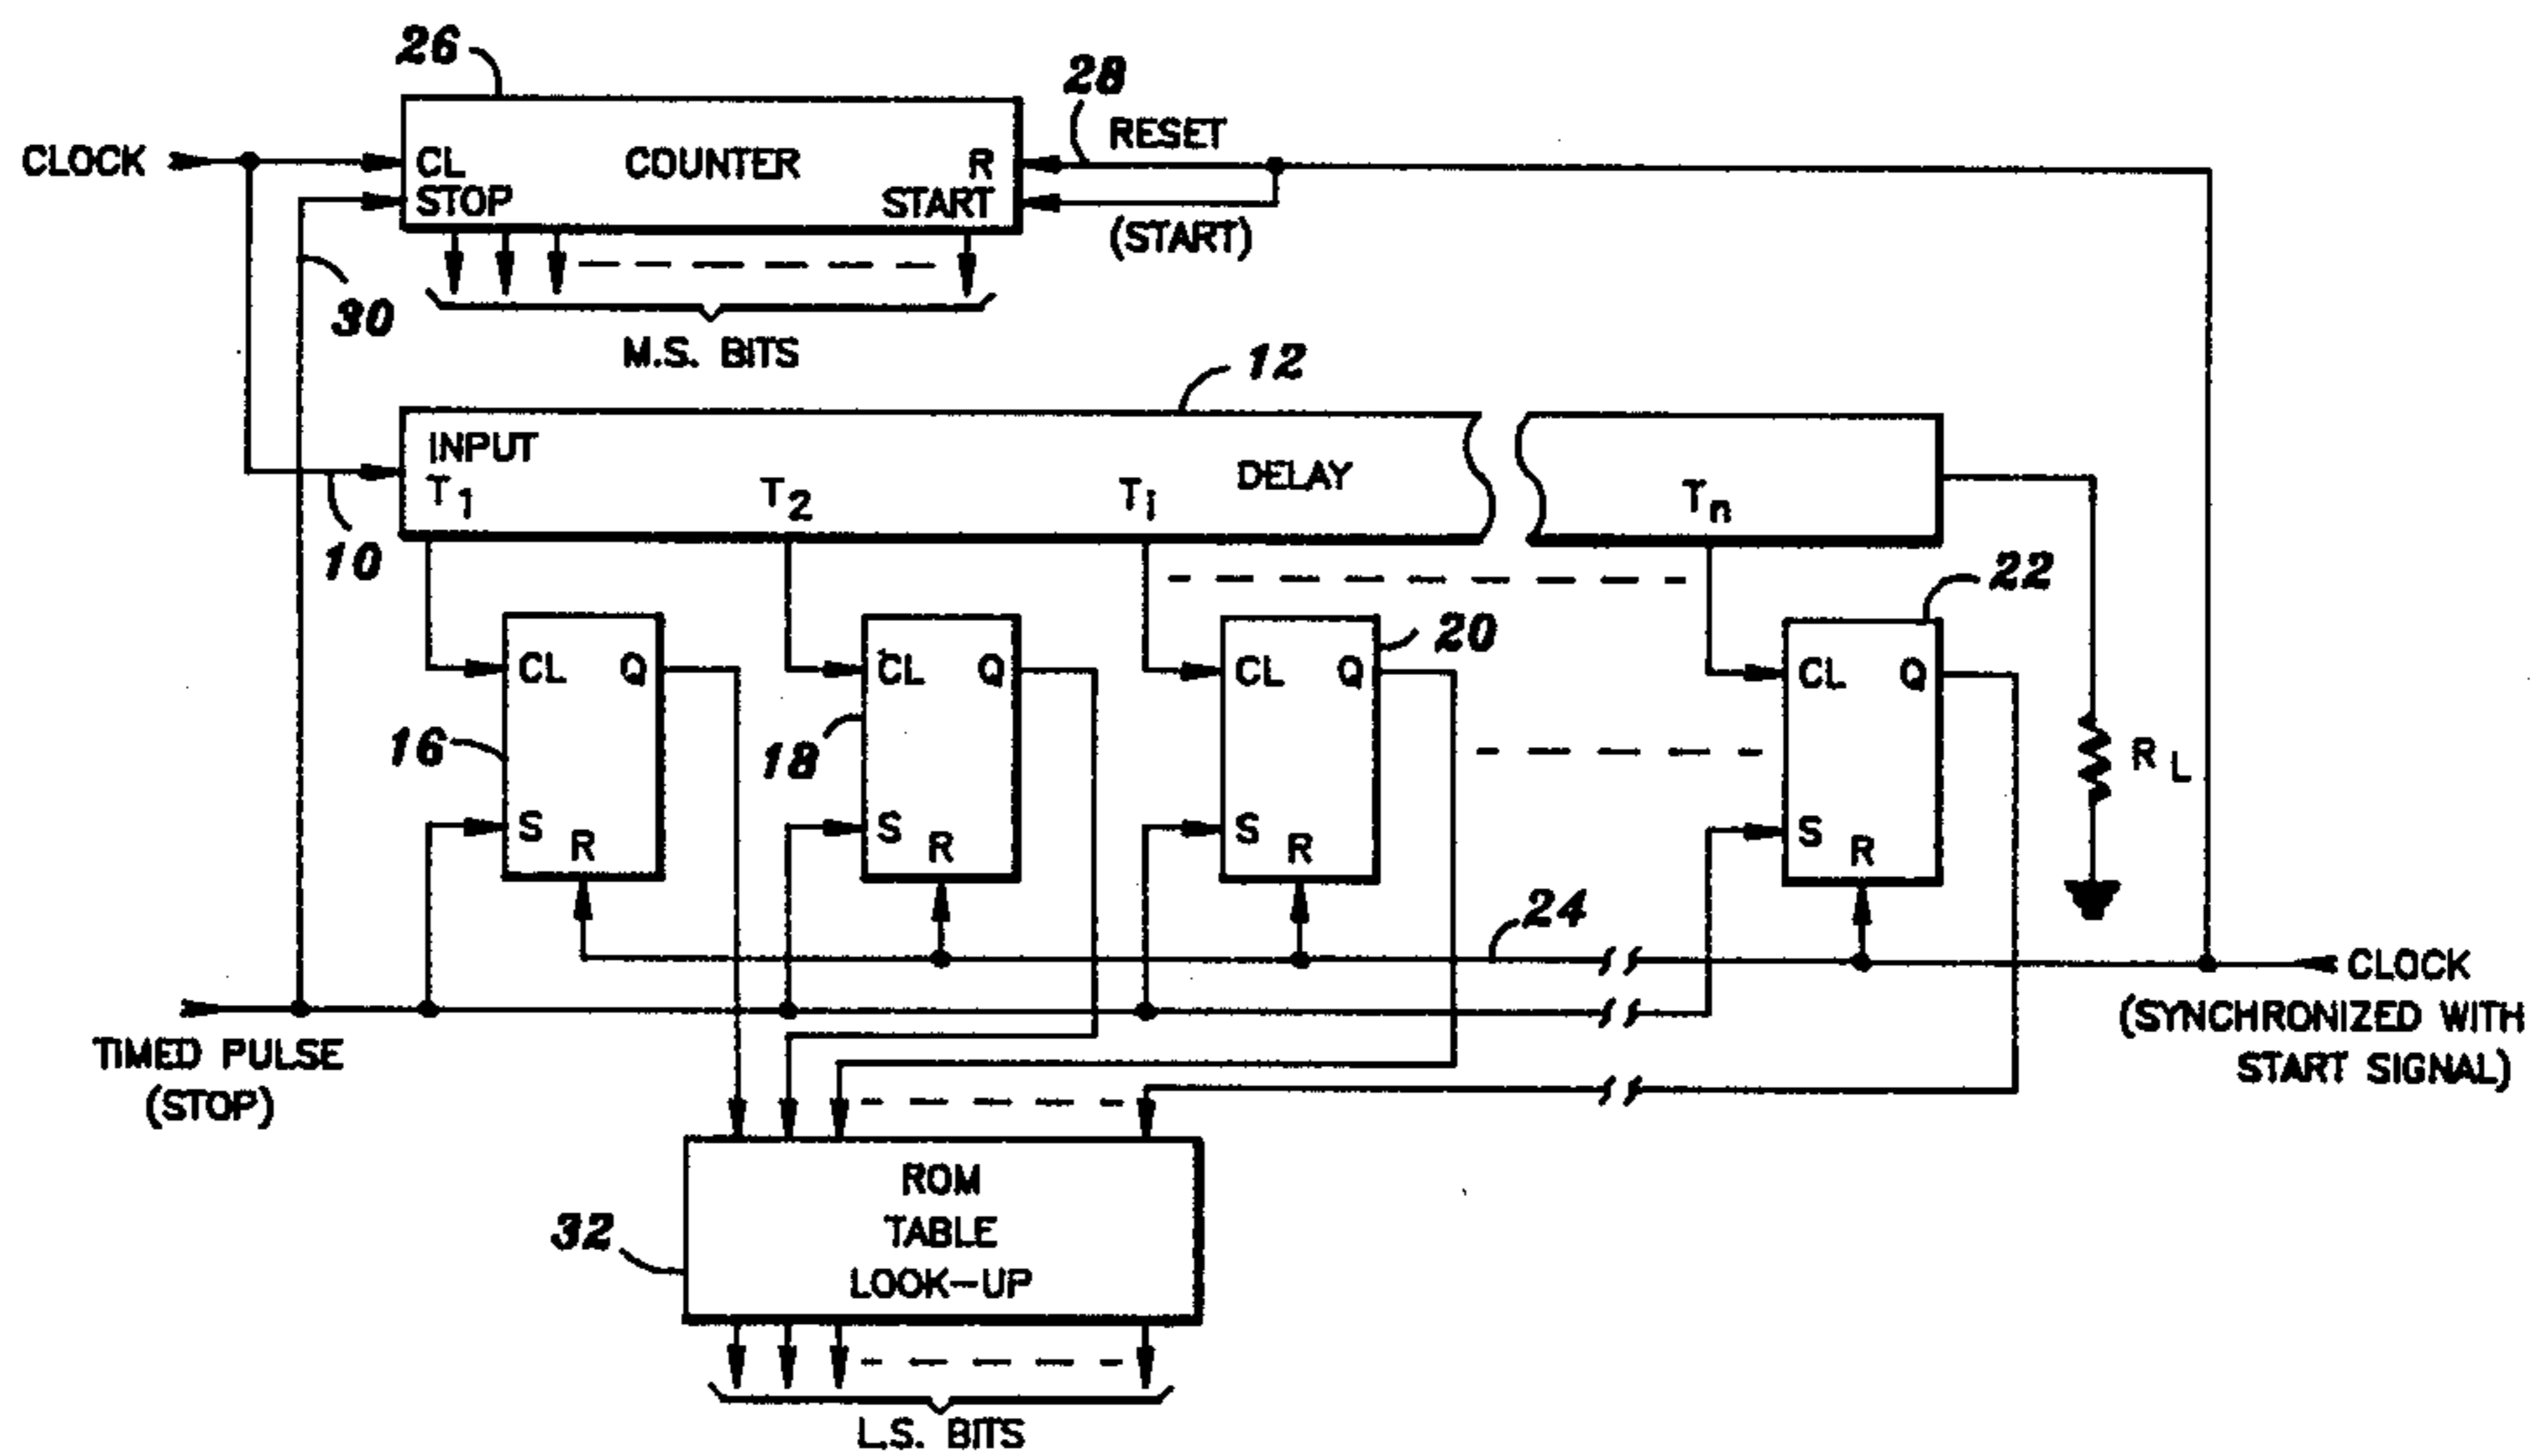 26
28
CLOCK
CL
COUNTER
R
RESET
STOP
START
(START)
30
M.S. BITS
12
INPUT
T1
T2
Ti
DELAY
Tn
10
22
20
CL Q
CL Q
CL Q
CL Q
16
18
RL
S R
S R
S R
S R
24
CLOCK
(SYNCHRONIZED WITH
START SIGNAL)
TIMED PULSE
(STOP)
ROM
TABLE
LOOK-UP
32
L.S. BITS